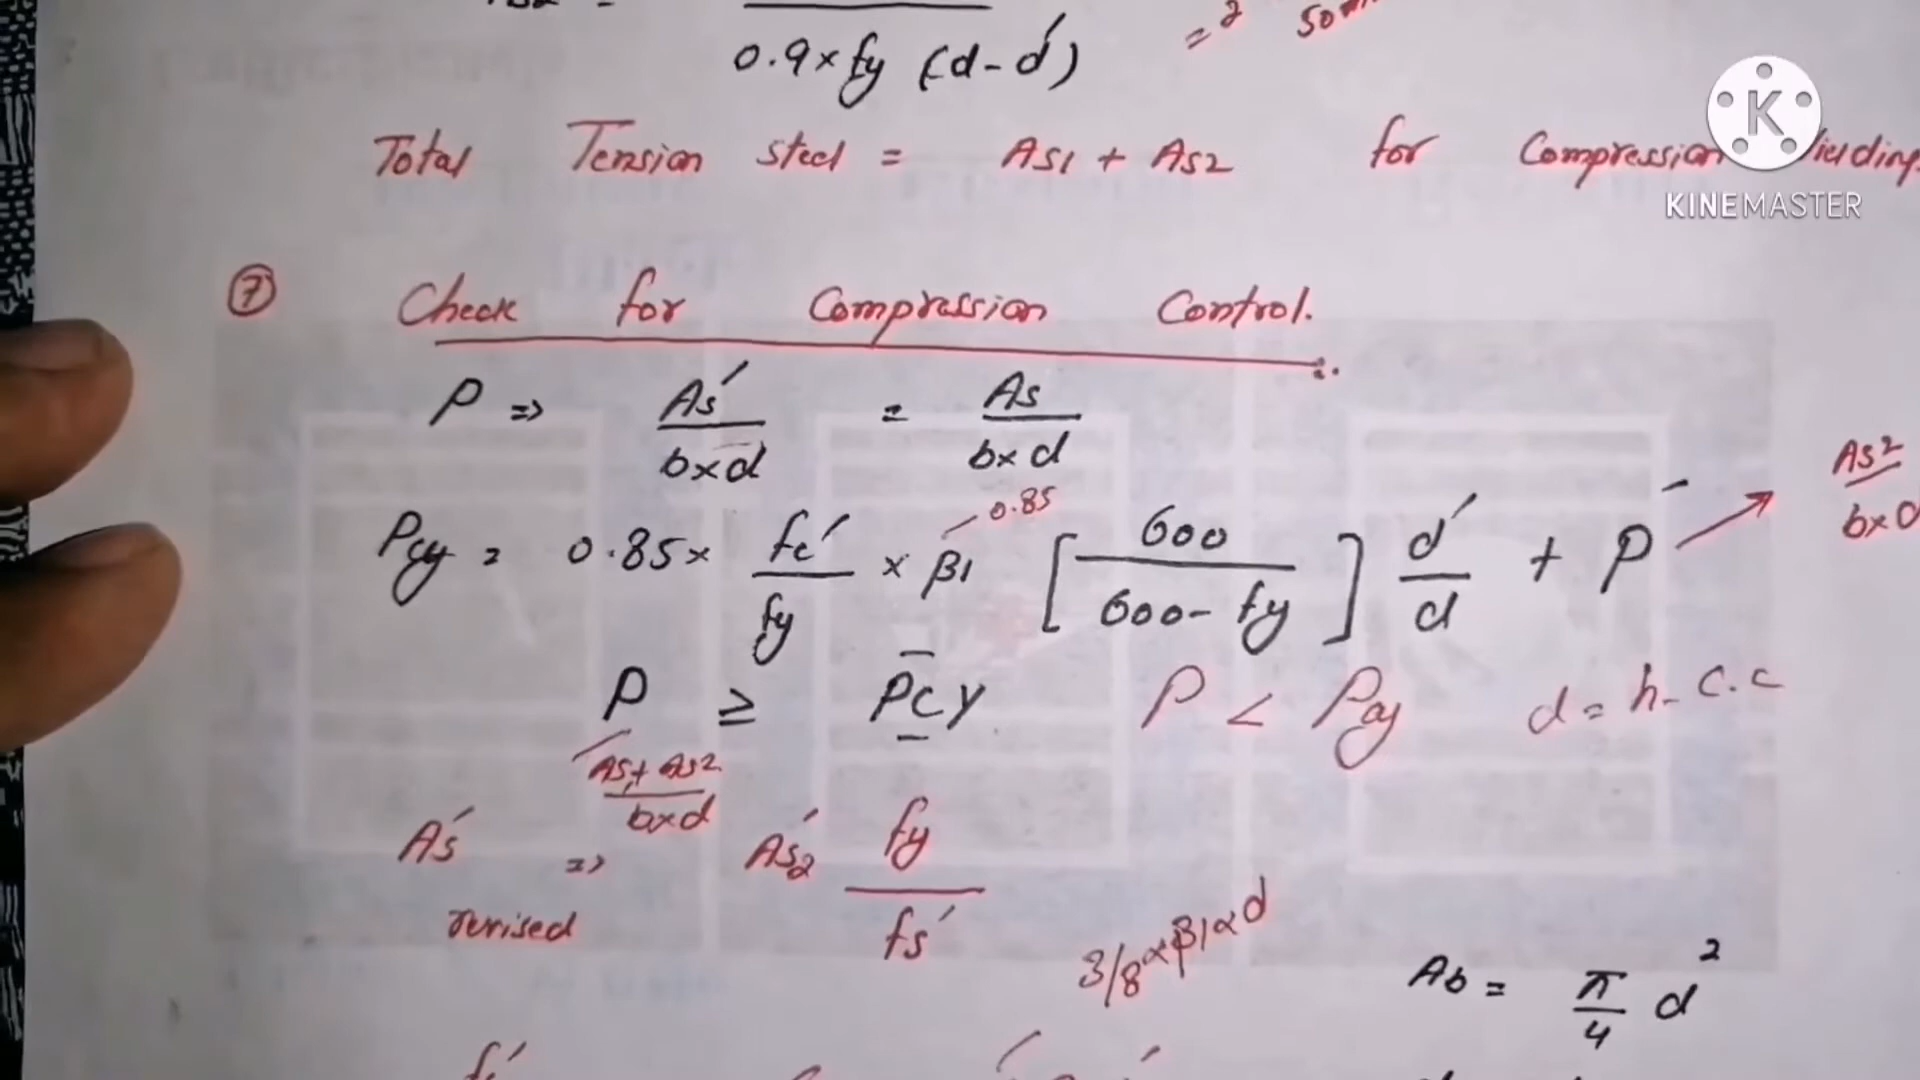 0.9 × fy (d - d')
Total Tension steel = As1 + As2 for Compression
K
KINEMASTER
⑦ Check for Compression Control.
ρ => As' / b×d = As / b×d
ρcy = 0.85 × fc' / fy × β1 0.85 [ 600 / 600 - fy ] d' / d + ρ' As2 / b×d
ρ ≥ ρcy ρ < ρcy d = h - c.c
As1 + As2 / b×d
As' => As2' fy / fs'
revised
3/8 × β1 × d
Ab = π / 4 d²